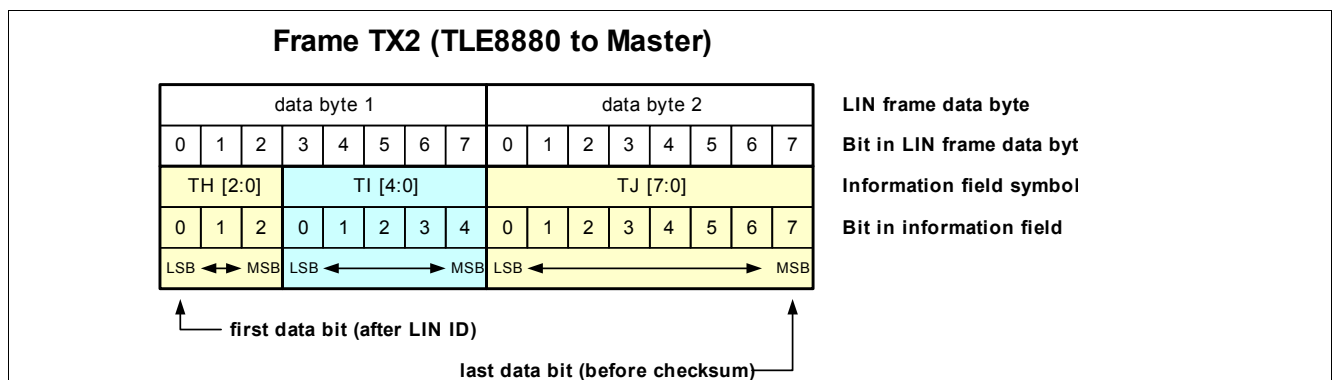 Frame TX2 (TLE8880 to Master)
data byte 1 data byte 2 LIN frame data byte
0 1 2 3 4 5 6 7 0 1 2 3 4 5 6 7 Bit in LIN frame data byt
TH [2:0] TI [4:0] TJ [7:0] Information field symbol
0 1 2 0 1 2 3 4 0 1 2 3 4 5 6 7 Bit in information field
LSB MSB LSB MSB LSB MSB
first data bit (after LIN ID)
last data bit (before checksum)